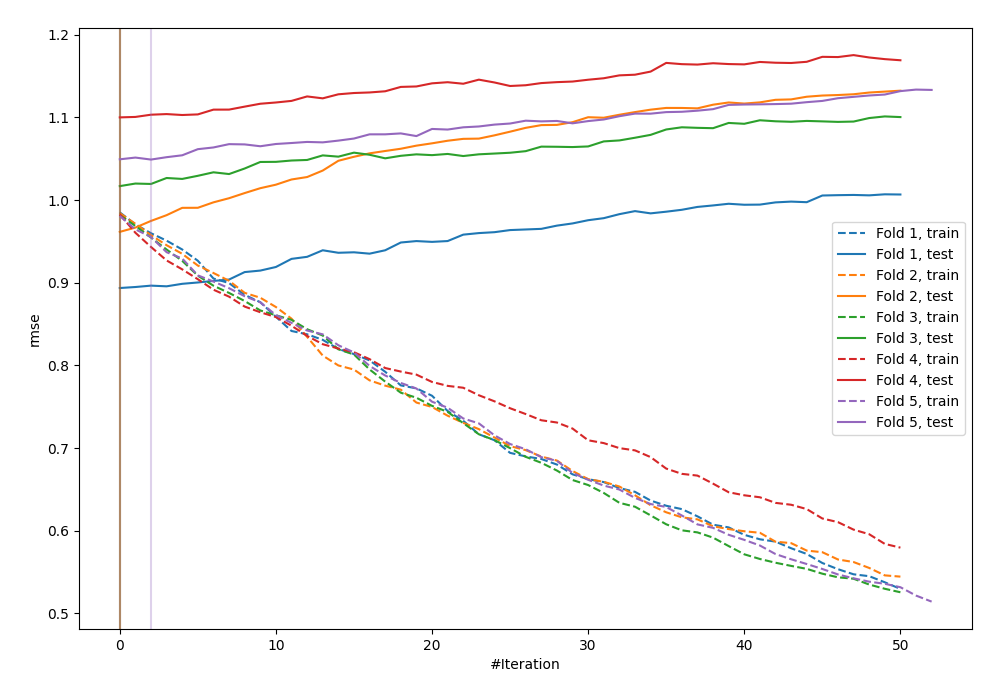 1.2
1.1
1.0
0.9
0.8
0.7
0.6
0.5
rmse
0
10
20
30
40
50
#Iteration
Fold 1, train
Fold 1, test
Fold 2, train
Fold 2, test
Fold 3, train
Fold 3, test
Fold 4, train
Fold 4, test
Fold 5, train
Fold 5, test